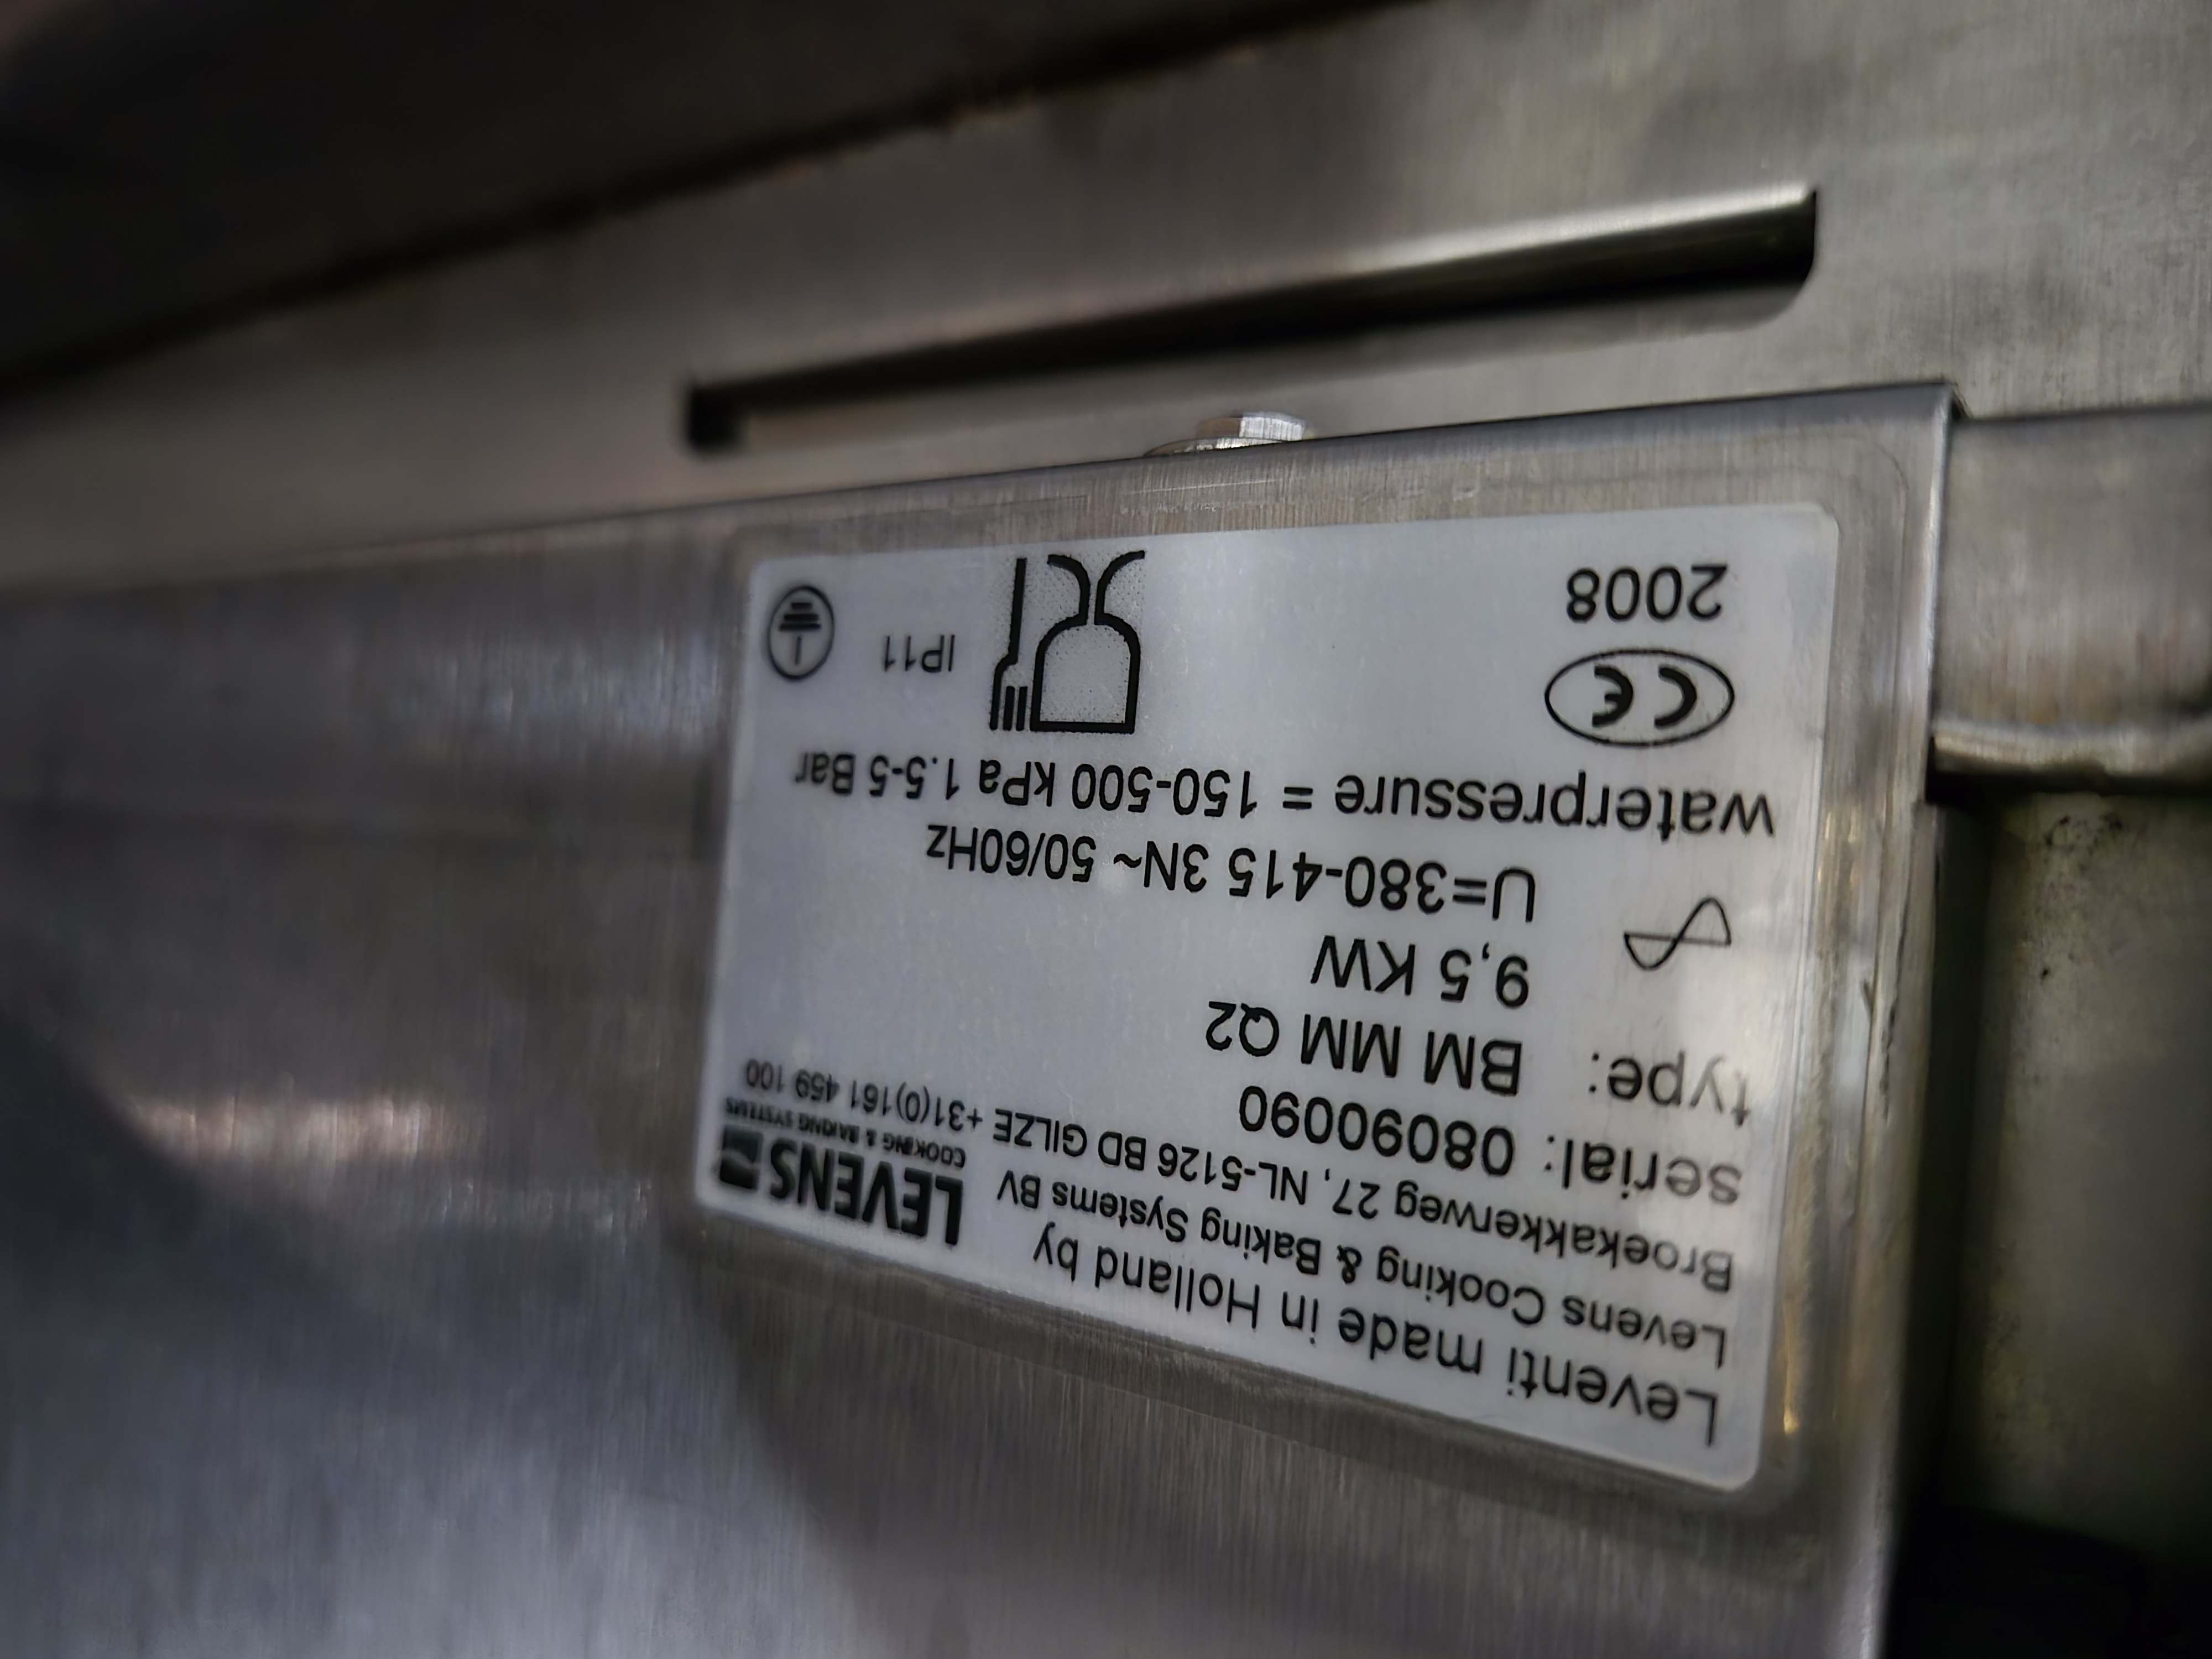 Leventi made in Holland by
Levens Cooking & Baking Systems BV
Broekakkerweg 27, NL-5126 BD GILZE +31(0)161 459 100
LEVENS
COOKING & BAKING SYSTEMS
serial: 08090090
type: BM MM Q2
9,5 KW
U=380-415 3N~ 50/60Hz
waterpressure = 150-500 kPa 1.5-5 Bar
CE
2008
IP11